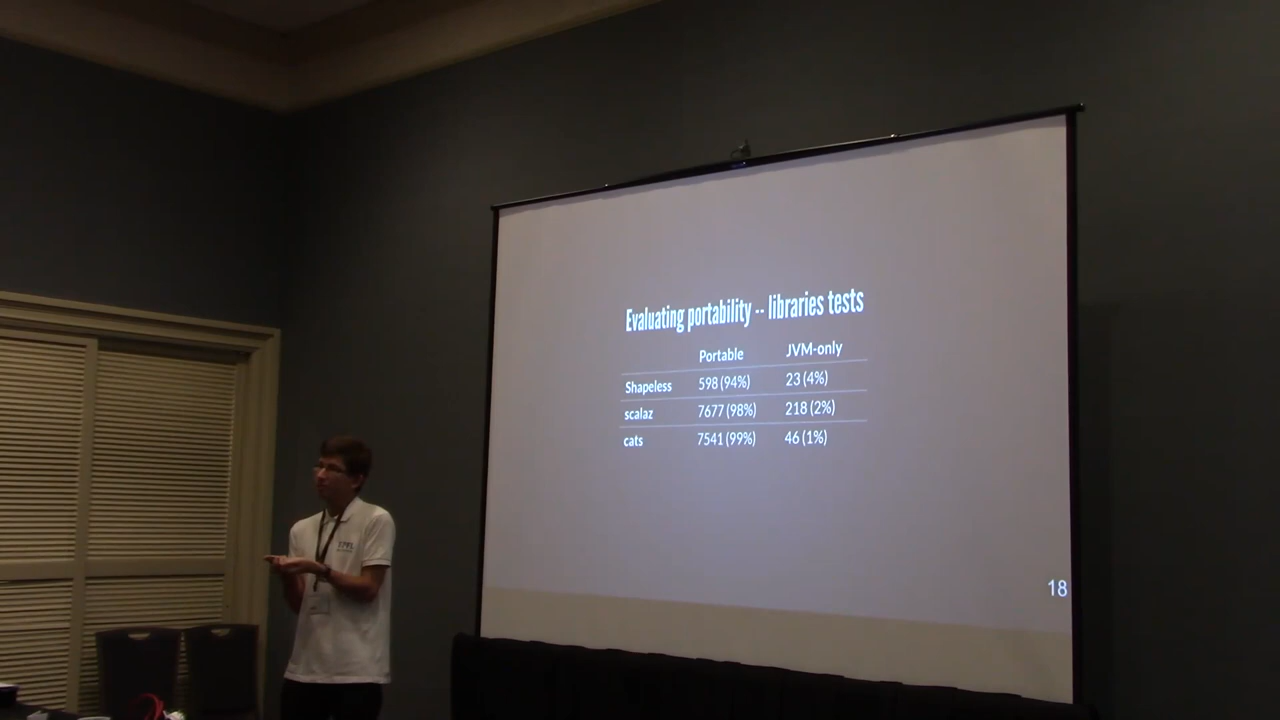 Evaluating portability -- libraries tests
Portable JVM-only
Shapeless 598 (94%) 23 (4%)
scalaz 7677 (98%) 218 (2%)
cats 7541 (99%) 46 (1%)
18